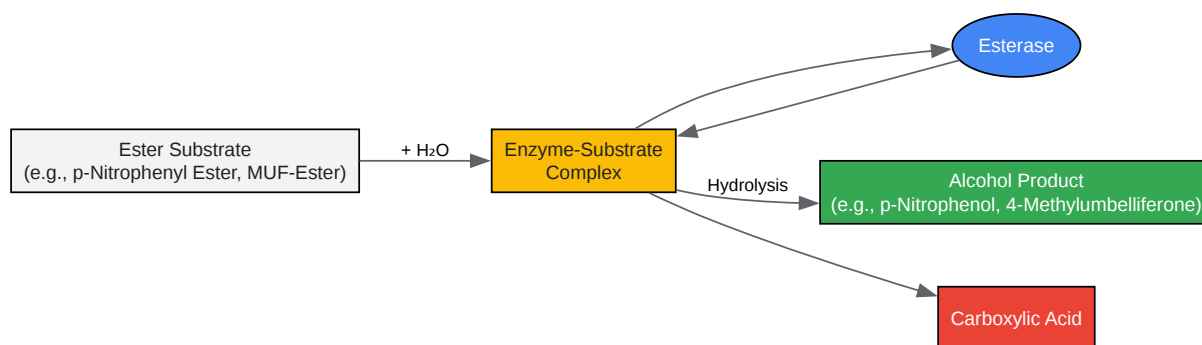 Esterase
Ester Substrate
(e.g., p-Nitrophenyl Ester, MUF-Ester)
+ H₂O
Enzyme-Substrate
Complex
Hydrolysis
Alcohol Product
(e.g., p-Nitrophenol, 4-Methylumbelliferone)
Carboxylic Acid